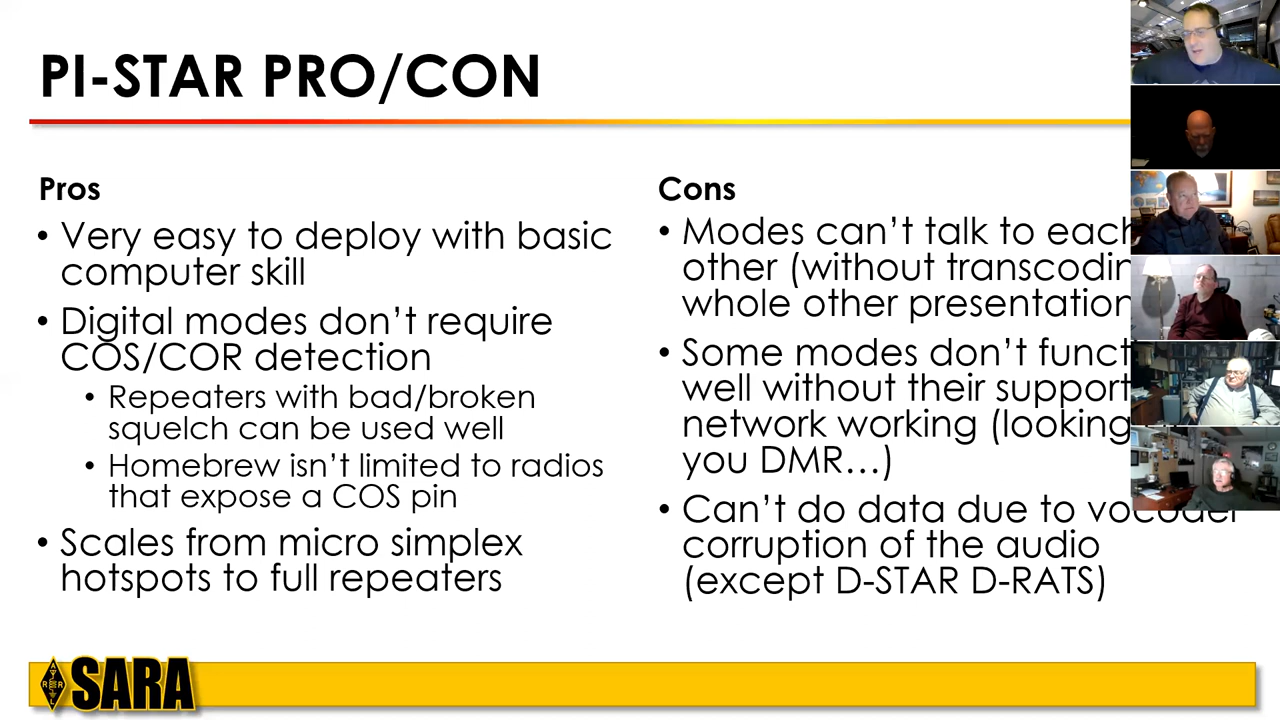 PI-STAR PRO/CON
Pros
• Very easy to deploy with basic
computer skill
• Digital modes don’t require
COS/COR detection
• Repeaters with bad/broken
squelch can be used well
• Homebrew isn’t limited to radios
that expose a COS pin
• Scales from micro simplex
hotspots to full repeaters
Cons
• Modes can’t talk to each
other (without
whole other presentation
• Some modes don’t
well without their
network working (looking
you DMR…)
• Can’t do data due to vocoder
corruption of the audio
(except D-STAR D-RATS)
ARRL SARA